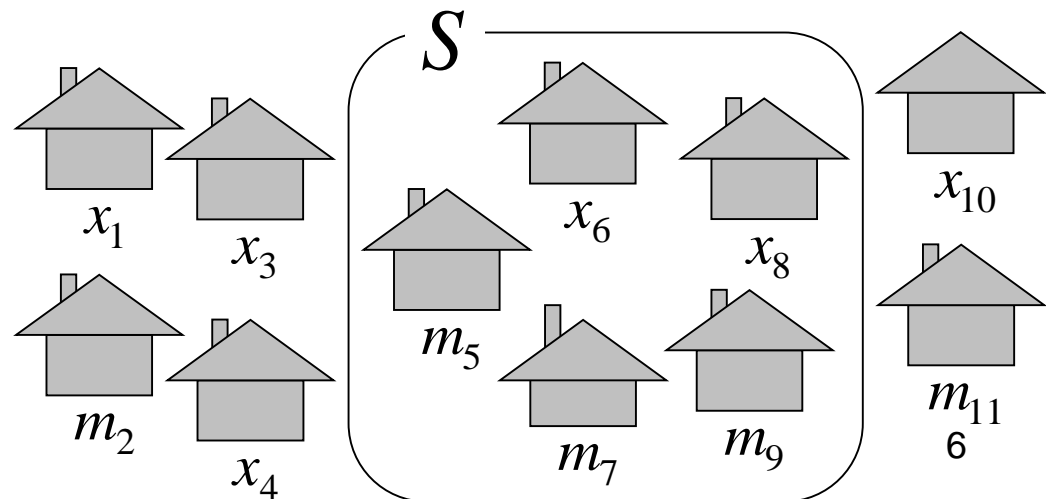 S
x₁
x₃
x₆
x₈
x₁₀
m₅
m₂
x₄
m₇
m₉
m₁₁
6